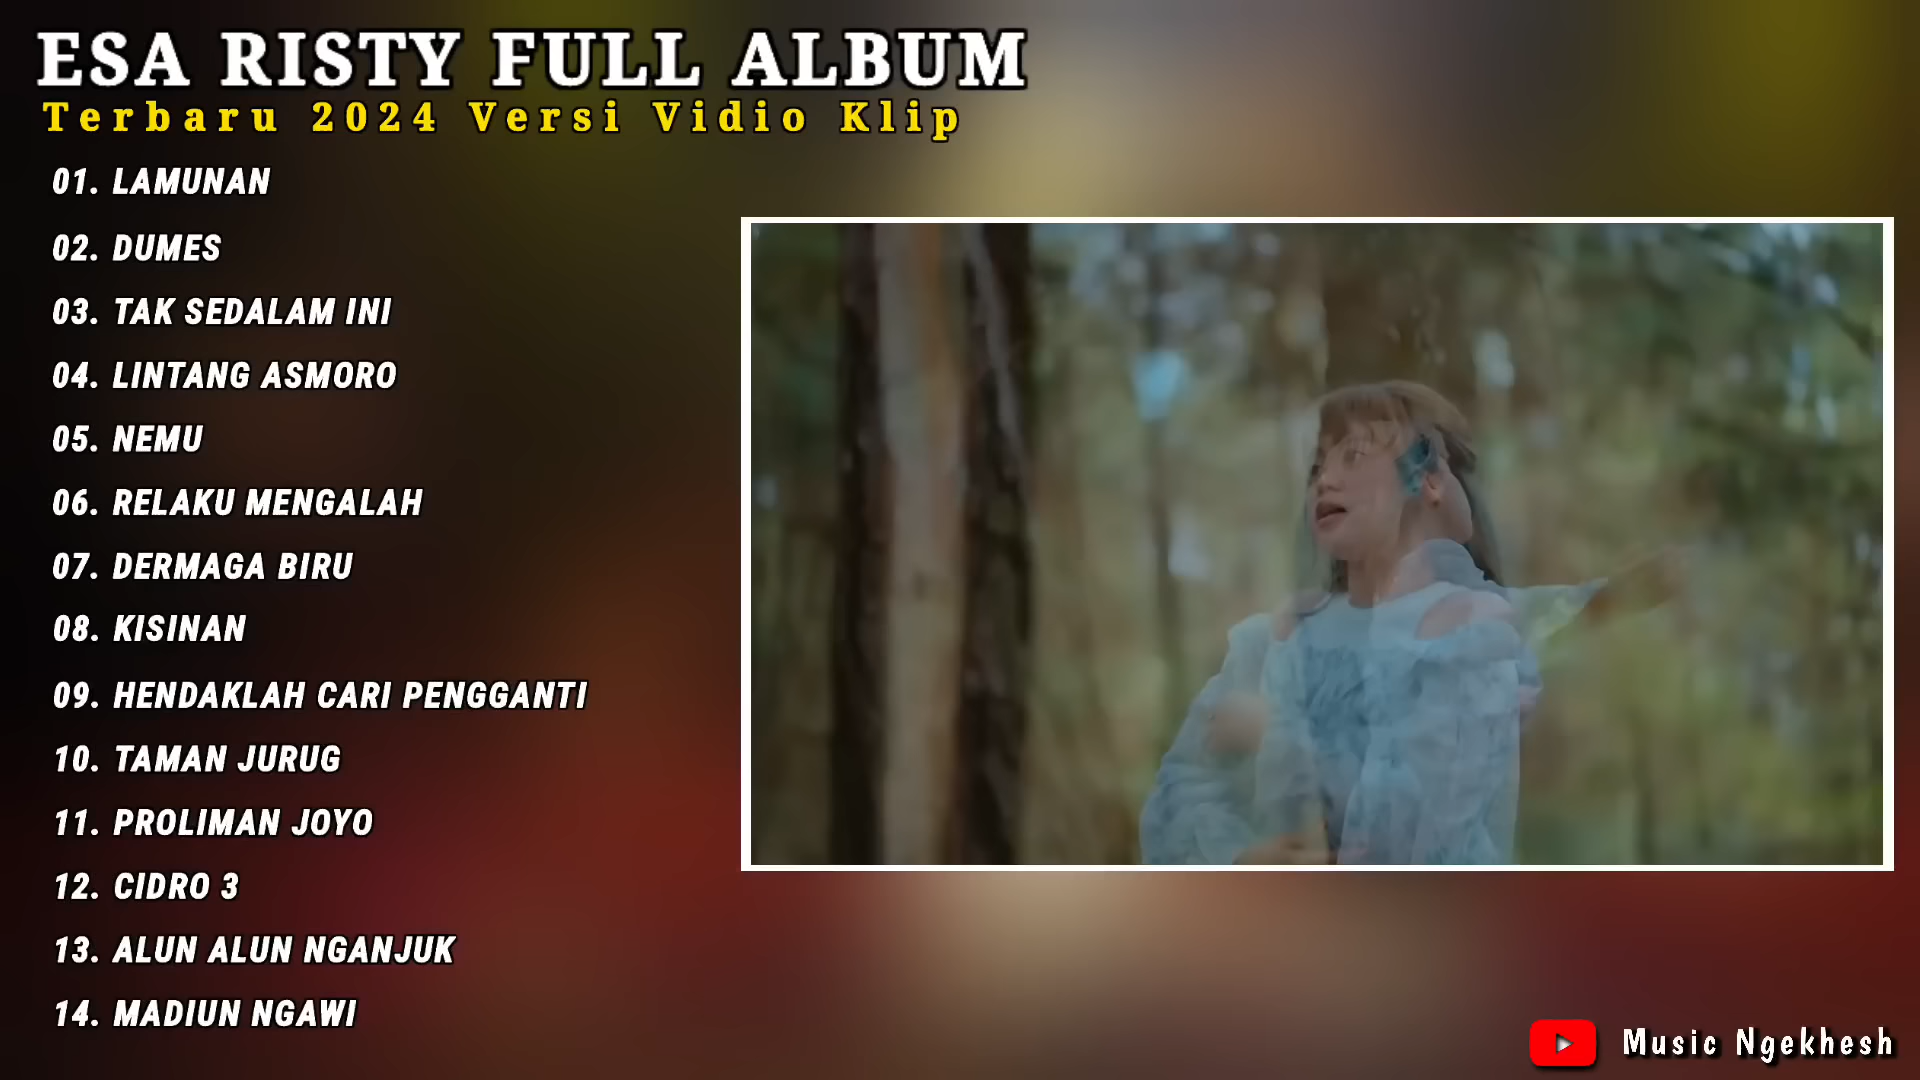 ESA RISTY FULL ALBUM
Terbaru 2024 Versi Vidio Klip
01. LAMUNAN
02. DUMES
03. TAK SEDALAM INI
04. LINTANG ASMORO
05. NEMU
06. RELAKU MENGALAH
07. DERMAGA BIRU
08. KISINAN
09. HENDAKLAH CARI PENGGANTI
10. TAMAN JURUG
11. PROLIMAN JOYO
12. CIDRO 3
13. ALUN ALUN NGANJUK
14. MADIUN NGAWI
Music Ngekhesh